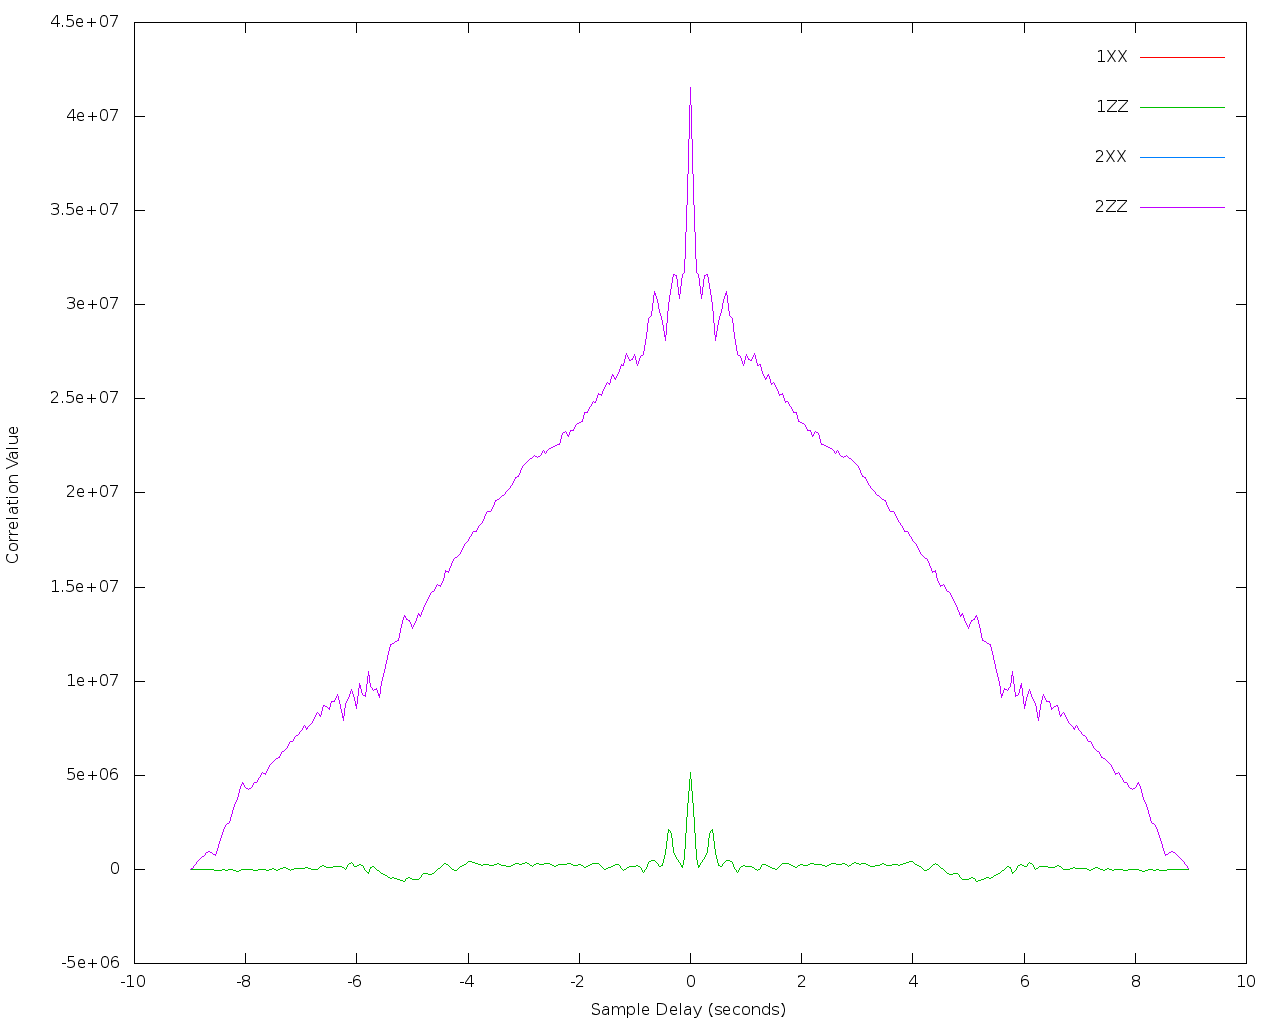 4.5e+07
4e+07
3.5e+07
3e+07
2.5e+07
2e+07
1.5e+07
1e+07
5e+06
0
-5e+06
-10
-8
-6
-4
-2
0
2
4
6
8
10
Correlation Value
Sample Delay (seconds)
1XX
1ZZ
2XX
2ZZ